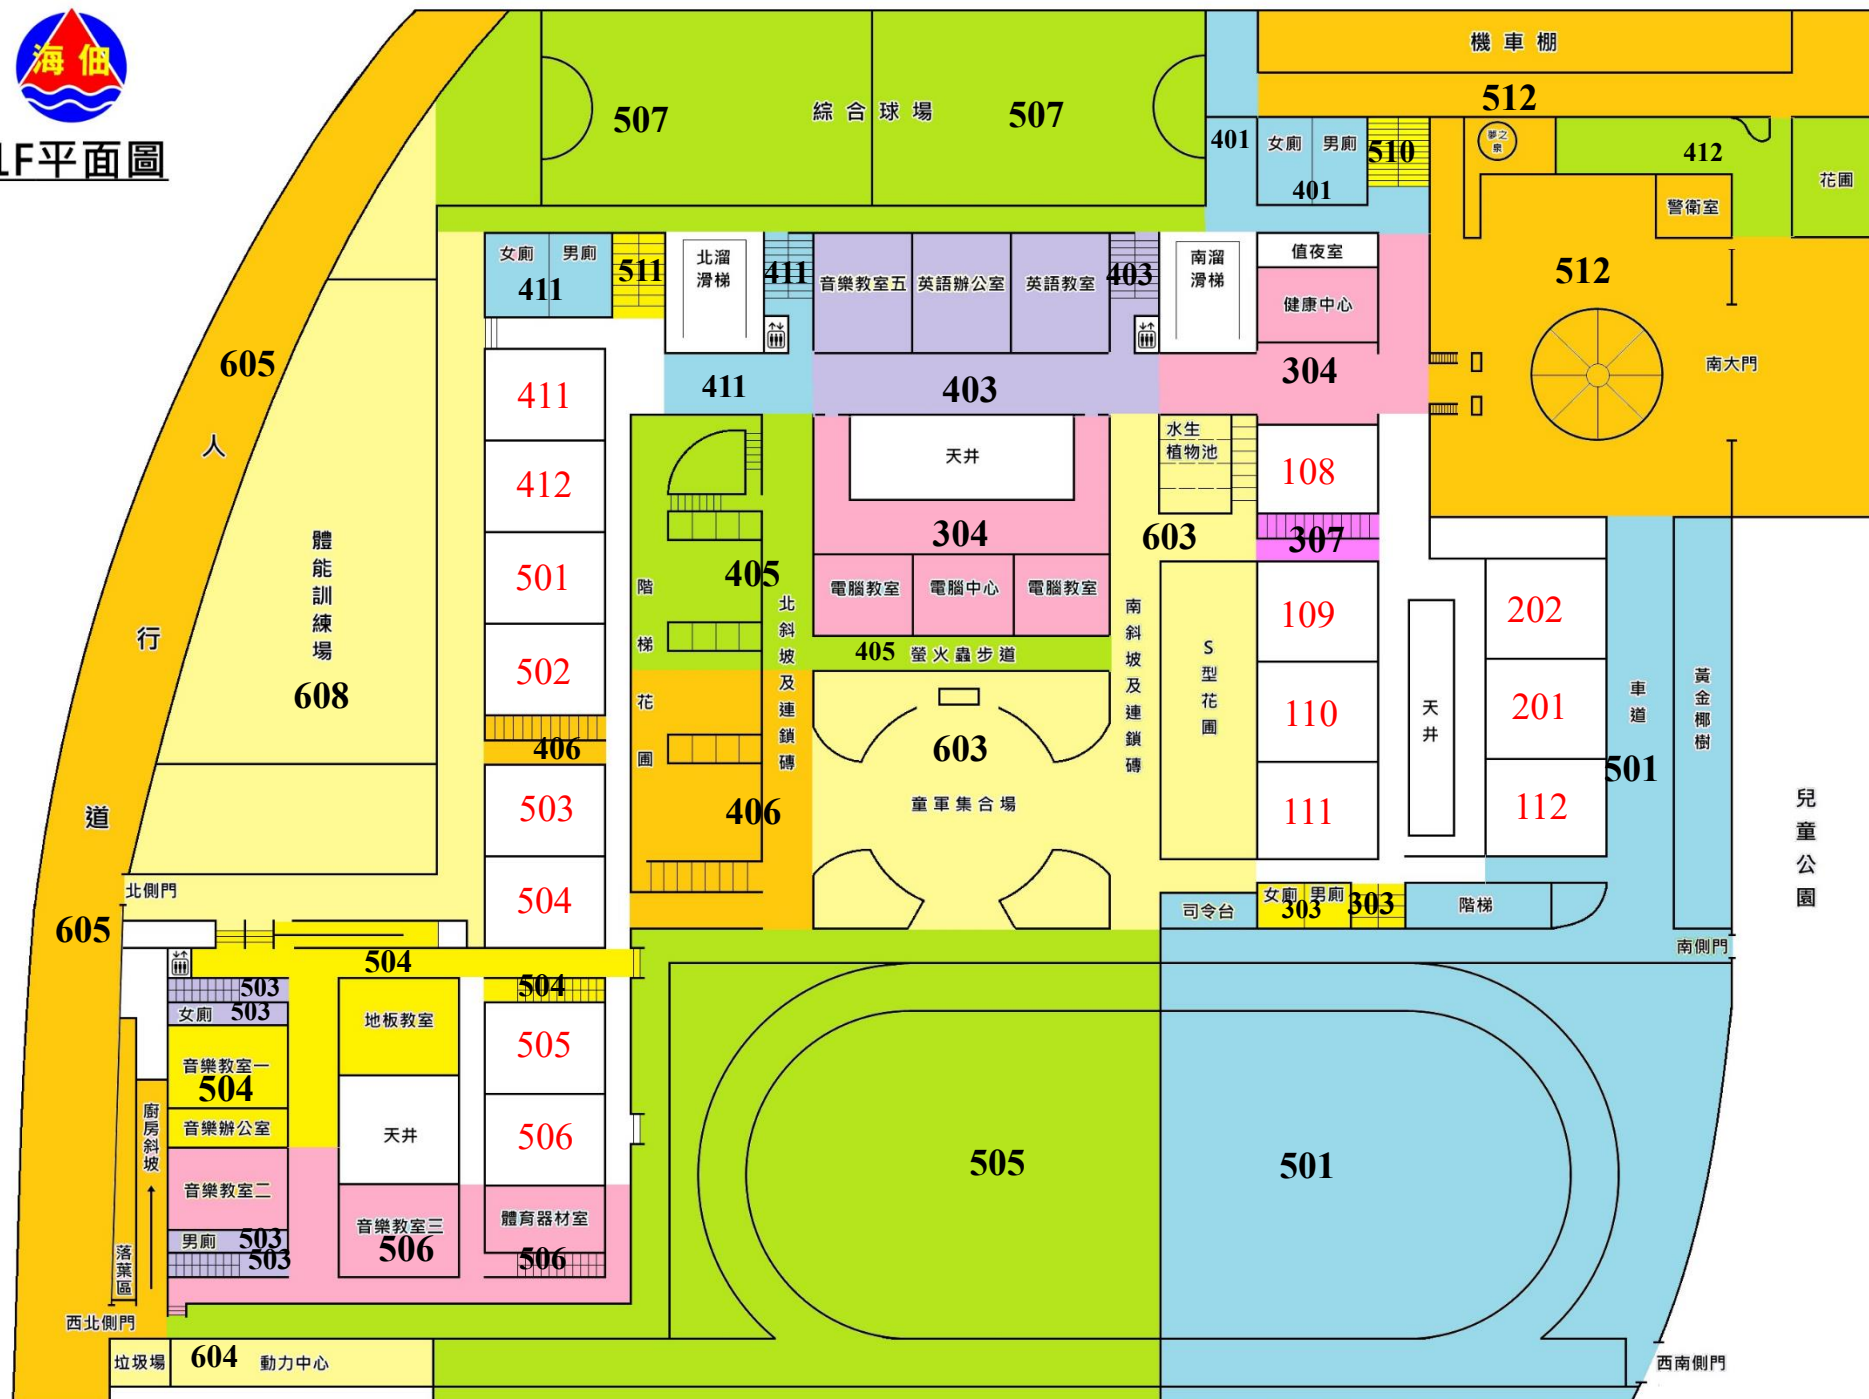 海佃
1F平面圖
機車棚
512
507
綜合球場
507
401
女廁
男廁
510
401
夢之泉
412
花圃
警衛室
女廁
男廁
511
411
北溜滑梯
411
音樂教室五
英語辦公室
英語教室
403
南溜滑梯
值夜室
健康中心
512
南大門
605
411
411
403
304
人
水生植物池
天井
108
412
體能訓練場
608
501
階梯花圃
405
304
603
307
北斜坡及連鎖磚
電腦教室
電腦中心
電腦教室
南斜坡及連鎖磚
109
202
405
螢火蟲步道
S型花圃
行
502
110
天井
201
車道
黃金椰樹
406
603
501
道
503
406
童軍集合場
111
112
兒童公園
北側門
504
605
司令台
女廁
男廁
303
303
階梯
南側門
504
503
504
女廁
503
地板教室
音樂教室一
504
505
廚房斜坡
音樂辦公室
天井
506
505
501
音樂教室二
音樂教室三
506
體育器材室
男廁
503
503
506
落葉區
西北側門
垃圾場
604
動力中心
西南側門